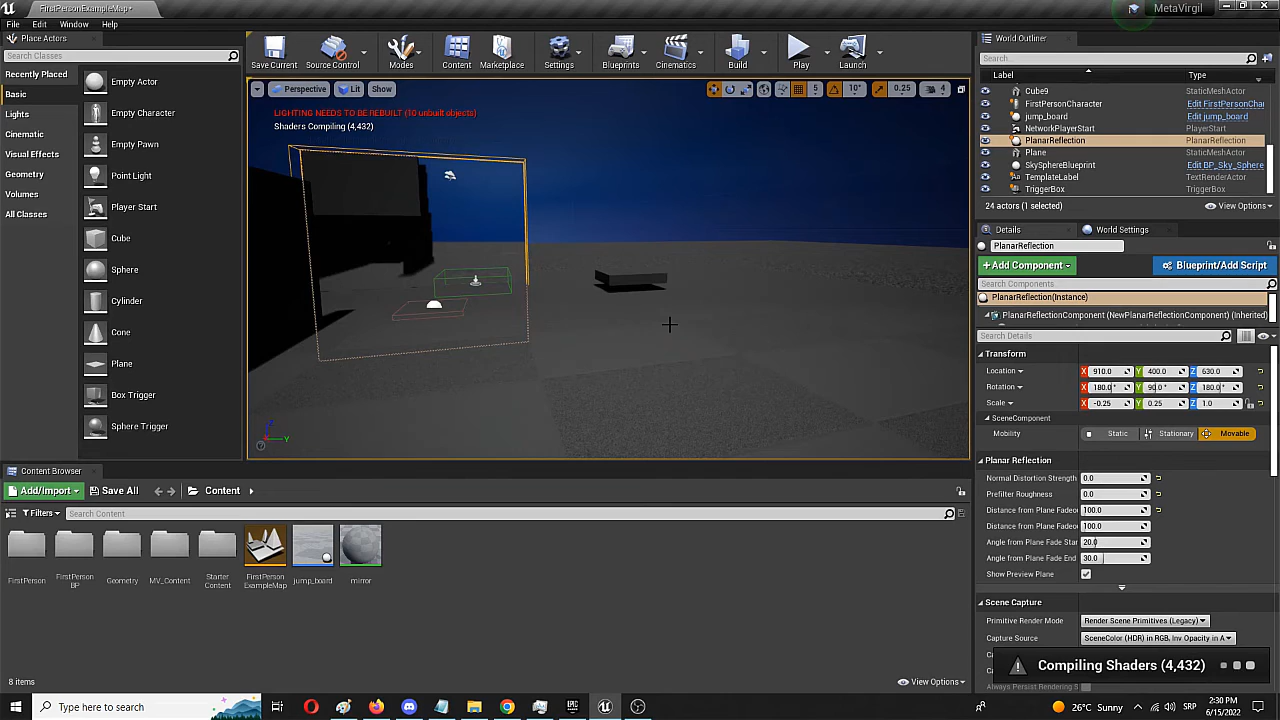 FirstPersonExampleMap•
MetaVirgil
File Edit Window Help
Place Actors
Search Classes
Recently Placed
Basic
Lights
Cinematic
Visual Effects
Geometry
Volumes
All Classes
Empty Actor
Empty Character
Empty Pawn
Point Light
Player Start
Cube
Sphere
Cylinder
Cone
Plane
Box Trigger
Sphere Trigger
Save Current Source Control Modes Content Marketplace Settings Blueprints Cinematics Build Play Launch
Perspective Lit Show 5 10° 0.25 4
LIGHTING NEEDS TO BE REBUILT (10 unbuilt objects)
Shaders Compiling (4,432)
Z
Y
World Outliner
Search...
Label Type
Cube9 StaticMeshActor
FirstPersonCharacter Edit FirstPersonChar
jump_board Edit jump_board
NetworkPlayerStart PlayerStart
PlanarReflection PlanarReflection
Plane StaticMeshActor
SkySphereBlueprint Edit BP_Sky_Sphere
TemplateLabel TextRenderActor
TriggerBox TriggerBox
24 actors (1 selected) View Options
Details World Settings
PlanarReflection
+Add Component Blueprint/Add Script
Search Components
PlanarReflection(Instance)
PlanarReflectionComponent (NewPlanarReflectionComponent) (Inherited)
Search Details
Transform
Location X 910.0 Y 400.0 Z 630.0
Rotation X 180.0° Y 90.0° Z 180.0°
Scale X -0.25 Y 0.25 Z 1.0
SceneComponent
Mobility Static Stationary Movable
Planar Reflection
Normal Distortion Strength 0.0
Prefilter Roughness 0.0
Distance from Plane Fadeou 100.0
Distance from Plane Fadeou 100.0
Angle from Plane Fade Star 20.0
Angle from Plane Fade End 30.0
Show Preview Plane
Scene Capture
Primitive Render Mode Render Scene Primitives (Legacy)
Capture Source SceneColor (HDR) in RGB, Inv Opacity in A
Compiling Shaders (4,432)
Always Persist Rendering S
Content Browser
Add/Import Save All Content
Filters Search Content
FirstPerson
FirstPerson
BP
Geometry
MV_Content
Starter
Content
FirstPerson
ExampleMap
jump_board
mirror
8 items View Options
Type here to search
26°C Sunny SRP 2:30 PM
6/15/2022